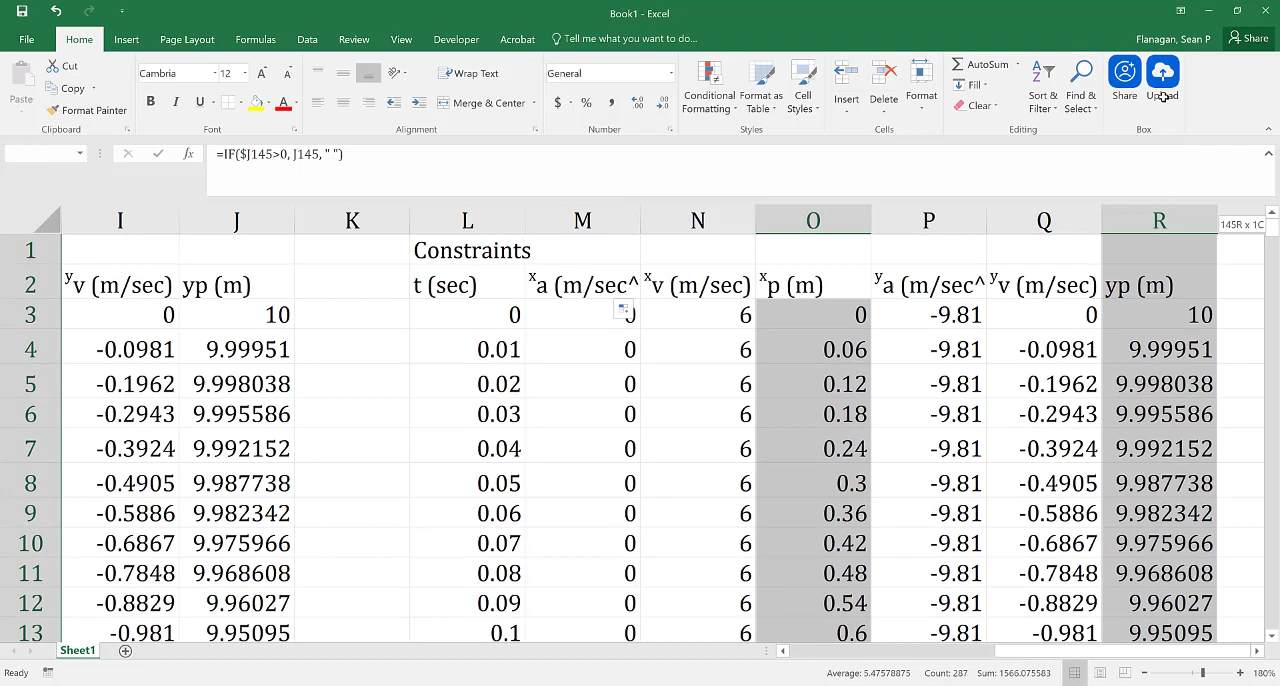 Book1 - Excel
File Home Insert Page Layout Formulas Data Review View Developer Acrobat Tell me what you want to do... Flanagan, Sean P Share
Paste Cut Copy Format Painter
Clipboard
Cambria 12 A A
B I U A
Font
Wrap Text
Merge & Center
Alignment
General
$ % ,
Number
Conditional Formatting Format as Table Cell Styles
Styles
Insert Delete Format
Cells
AutoSum
Fill
Clear
Sort & Filter Find & Select
Editing
Share Upload
Box
fx =IF($J145>0, J145, " ")
I J K L M N O P Q R 145R x 1C
1 Constraints
2 yv (m/sec) yp (m) t (sec) xa (m/sec^ xv (m/sec) xp (m) ya (m/sec^ yv (m/sec) yp (m)
3 0 10 0 0 6 0 -9.81 0 10
4 -0.0981 9.99951 0.01 0 6 0.06 -9.81 -0.0981 9.99951
5 -0.1962 9.998038 0.02 0 6 0.12 -9.81 -0.1962 9.998038
6 -0.2943 9.995586 0.03 0 6 0.18 -9.81 -0.2943 9.995586
7 -0.3924 9.992152 0.04 0 6 0.24 -9.81 -0.3924 9.992152
8 -0.4905 9.987738 0.05 0 6 0.3 -9.81 -0.4905 9.987738
9 -0.5886 9.982342 0.06 0 6 0.36 -9.81 -0.5886 9.982342
10 -0.6867 9.975966 0.07 0 6 0.42 -9.81 -0.6867 9.975966
11 -0.7848 9.968608 0.08 0 6 0.48 -9.81 -0.7848 9.968608
12 -0.8829 9.96027 0.09 0 6 0.54 -9.81 -0.8829 9.96027
13 -0.981 9.95095 0.1 0 6 0.6 -9.81 -0.981 9.95095
Sheet1
Ready Average: 5.47578875 Count: 287 Sum: 1566.075583 180%